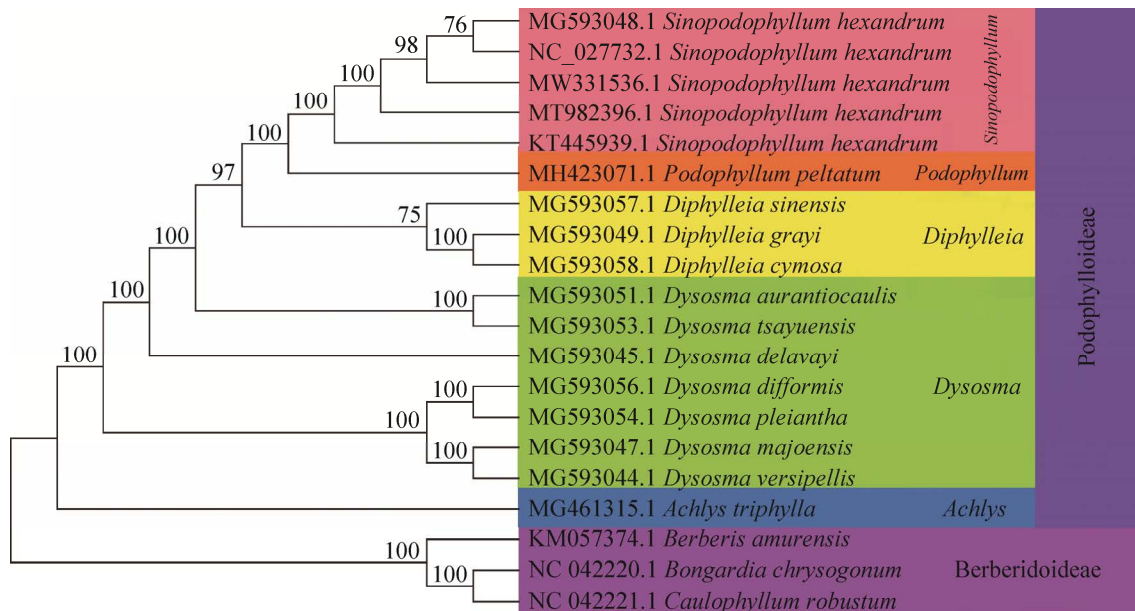 76
MG593048.1 Sinopodophyllum hexandrum
98
NC_027732.1 Sinopodophyllum hexandrum
100
MW331536.1 Sinopodophyllum hexandrum
100
MT982396.1 Sinopodophyllum hexandrum
Sinopodophyllum
100
KT445939.1 Sinopodophyllum hexandrum
97
MH423071.1 Podophyllum peltatum Podophyllum
75
MG593057.1 Diphylleia sinensis
100
100
MG593049.1 Diphylleia grayi Diphylleia
MG593058.1 Diphylleia cymosa
100
100
MG593051.1 Dysosma aurantiocaulis
MG593053.1 Dysosma tsayuensis
100
MG593045.1 Dysosma delavayi
100
MG593056.1 Dysosma difformis Dysosma
100
MG593054.1 Dysosma pleiantha
100
MG593047.1 Dysosma majoensis
MG593044.1 Dysosma versipellis
MG461315.1 Achlys triphylla Achlys
Podophylloideae
100
KM057374.1 Berberis amurensis
100
NC 042220.1 Bongardia chrysogonum Berberidoideae
NC 042221.1 Caulophyllum robustum